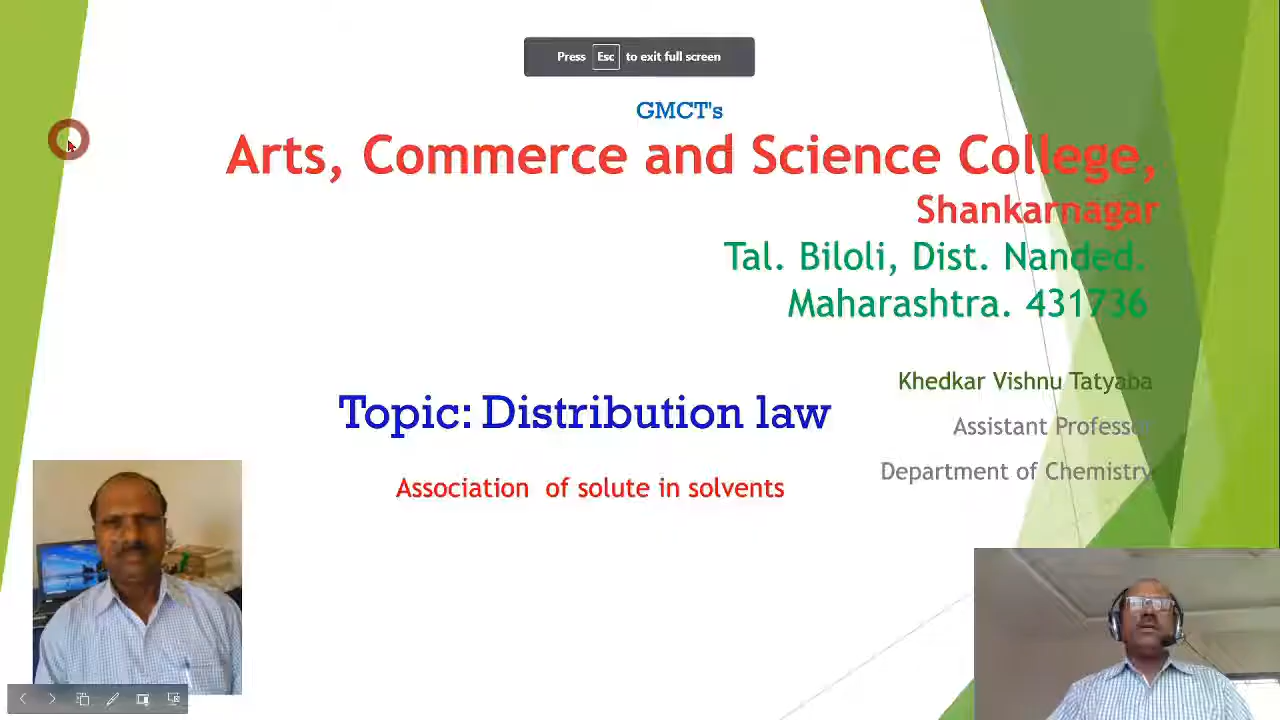 Press Esc to exit full screen
GMCT's
Arts, Commerce and Science College,
Shankarnagar
Tal. Biloli, Dist. Nanded.
Maharashtra. 431736
Khedkar Vishnu Tatyaba
Topic: Distribution law
Assistant Professor
Department of Chemistry
Association of solute in solvents